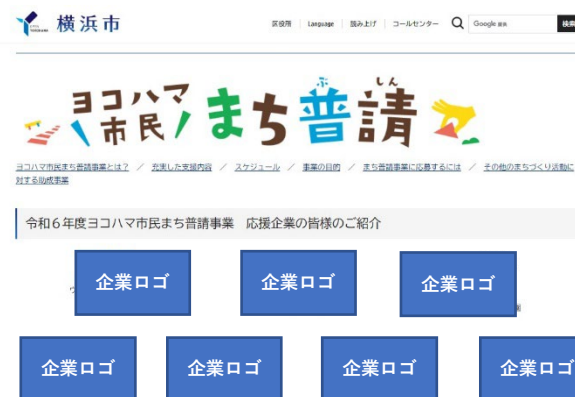 横浜市
区役所 Language 読み上げ コールセンター Google 検索
ヨコハマ市民まち普請
ふ しん
ヨコハマ市民まち普請事業とは? / 充実した支援内容 / スケジュール / 事業の目的 / まち普請事業に応募するには / その他のまちづくり活動に
対する助成事業
令和6年度ヨコハマ市民まち普請事業 応援企業の皆様のご紹介
企業ロゴ 企業ロゴ 企業ロゴ
企業ロゴ 企業ロゴ 企業ロゴ 企業ロゴ